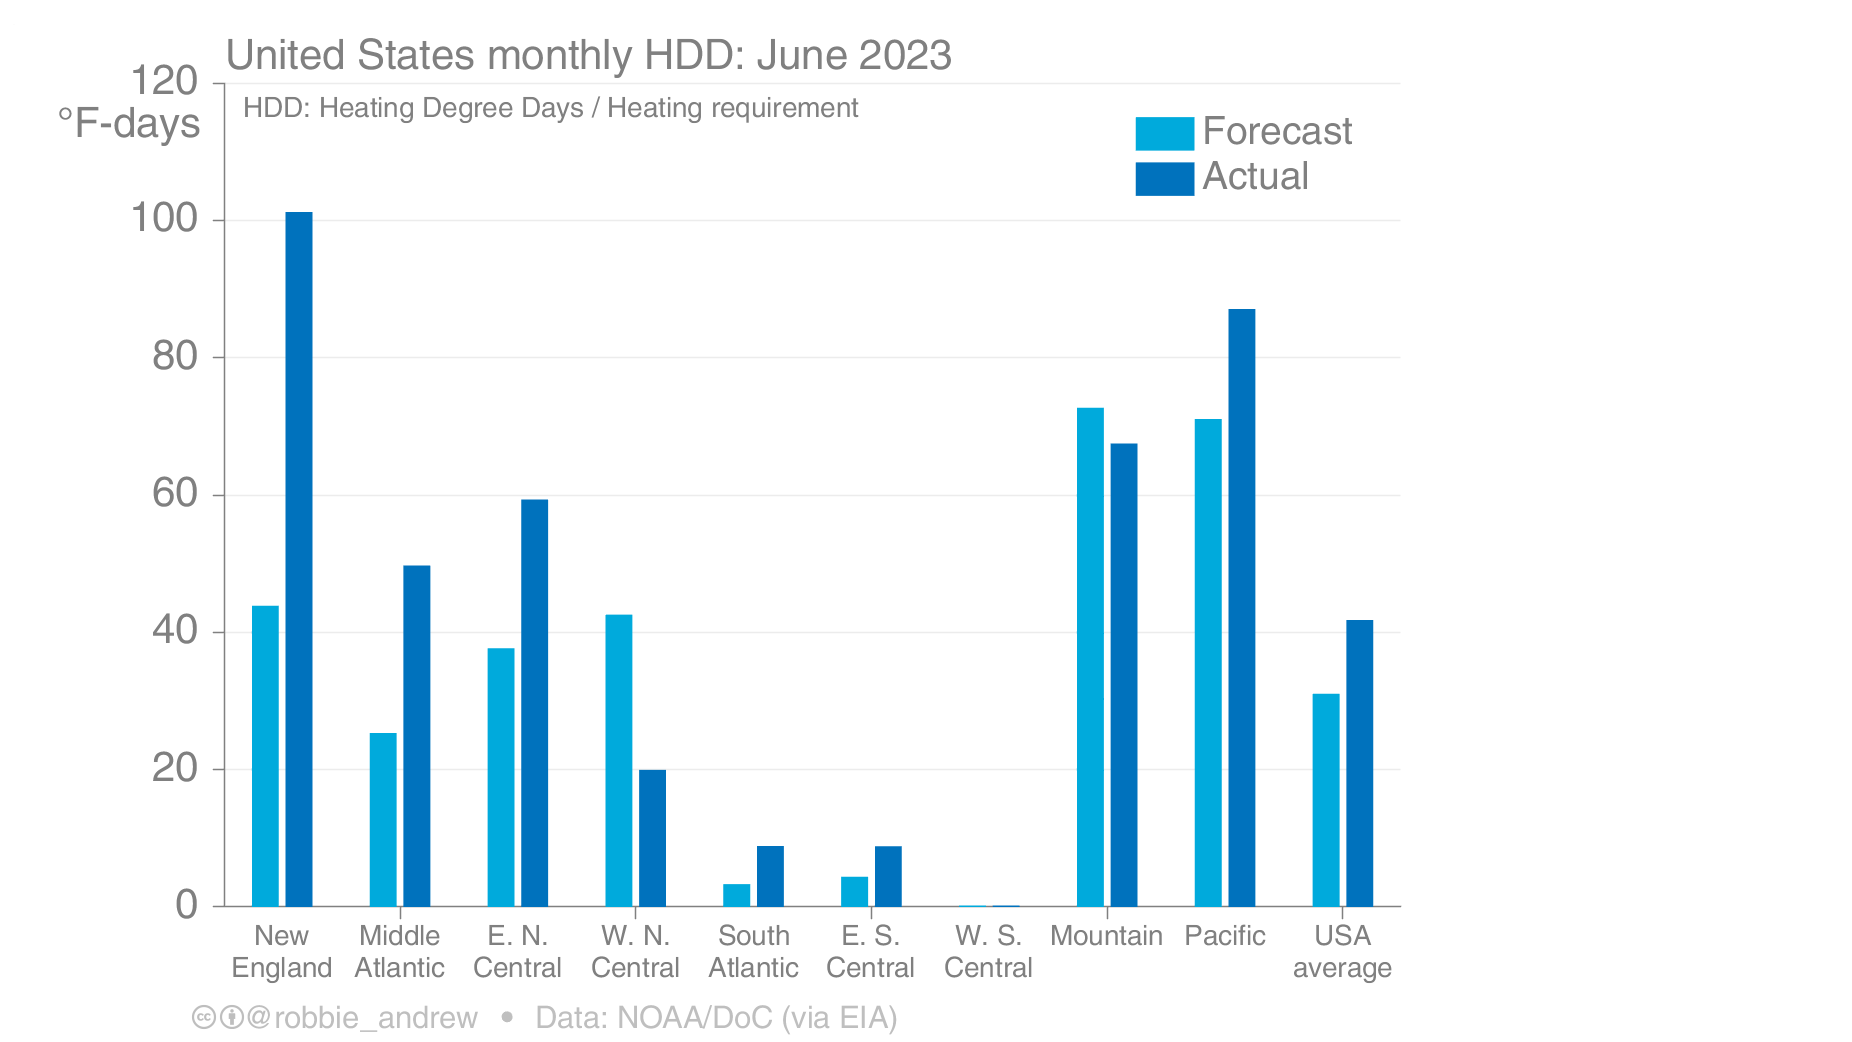 United States monthly HDD: June 2023
120
°F-days
HDD: Heating Degree Days / Heating requirement
Forecast
Actual
100
80
60
40
20
0
New England
Middle Atlantic
E. N. Central
W. N. Central
South Atlantic
E. S. Central
W. S. Central
Mountain
Pacific
USA average
@robbie_andrew • Data: NOAA/DoC (via EIA)